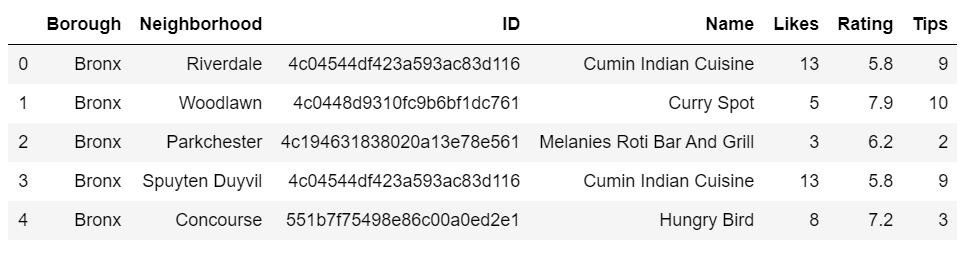 Borough Neighborhood ID Name Likes Rating Tips
0 Bronx Riverdale 4c04544df423a593ac83d116 Cumin Indian Cuisine 13 5.8 9
1 Bronx Woodlawn 4c0448d9310fc9b6bf1dc761 Curry Spot 5 7.9 10
2 Bronx Parkchester 4c194631838020a13e78e561 Melanies Roti Bar And Grill 3 6.2 2
3 Bronx Spuyten Duyvil 4c04544df423a593ac83d116 Cumin Indian Cuisine 13 5.8 9
4 Bronx Concourse 551b7f75498e86c00a0ed2e1 Hungry Bird 8 7.2 3